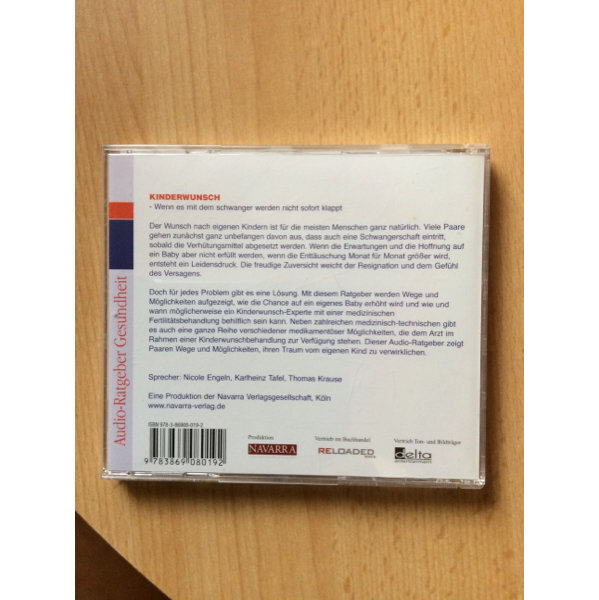 KINDERWUNSCH
- Wenn es mit dem schwanger werden nicht sofort klappt
Der Wunsch nach eigenen Kindern ist für die meisten Menschen ganz natürlich. Viele Paare
gehen zunächst ganz unbefangen davon aus, dass auch eine Schwangerschaft eintritt,
sobald die Verhütungsmittel abgesetzt werden. Wenn die Erwartungen und die Hoffnung auf
ein Baby aber nicht erfüllt werden, wenn die Enttäuschung Monat für Monat größer wird,
entsteht ein Leidensdruck. Die freudige Zuversicht weicht der Resignation und dem Gefühl
des Versagens.
Doch für jedes Problem gibt es eine Lösung. Mit diesem Ratgeber werden Wege und
Möglichkeiten aufgezeigt, wie die Chance auf ein eigenes Baby erhöht wird und wie und
wann möglicherweise ein Kinderwunsch-Experte mit einer medizinischen
Fertilitätsbehandlung behilflich sein kann. Neben zahlreichen medizinisch-technischen gibt
es auch eine ganze Reihe verschiedener medikamentöser Möglichkeiten, die dem Arzt im
Rahmen einer Kinderwunschbehandlung zur Verfügung stehen. Dieser Audio-Ratgeber zeigt
Paaren Wege und Möglichkeiten, ihren Traum vom eigenen Kind zu verwirklichen.
Sprecher: Nicole Engeln, Karlheinz Tafel, Thomas Krause
Eine Produktion der Navarra Verlagsgesellschaft, Köln
www.navarra-verlag.de
Audio-Ratgeber Gesundheit
ISBN 978-3-86908-019-2
9 783869 080192
Produktion
NAVARRA
Vertrieb im Buchhandel
RELOADED
Vertrieb Ton- und Bildträger
delta
entertainment